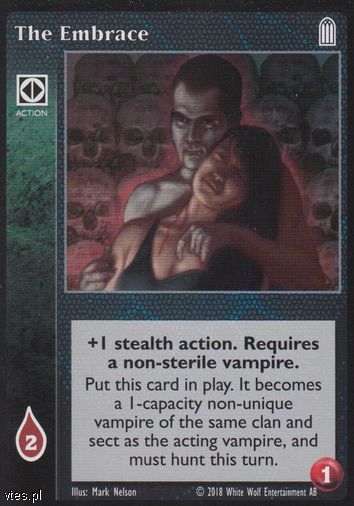 The Embrace
ACTION
+1 stealth action. Requires
a non-sterile vampire.
Put this card in play. It becomes
a 1-capacity non-unique
vampire of the same clan and
sect as the acting vampire, and
must hunt this turn.
2
1
Illus: Mark Nelson
© 2018 White Wolf Entertainment AB
vtes.pl